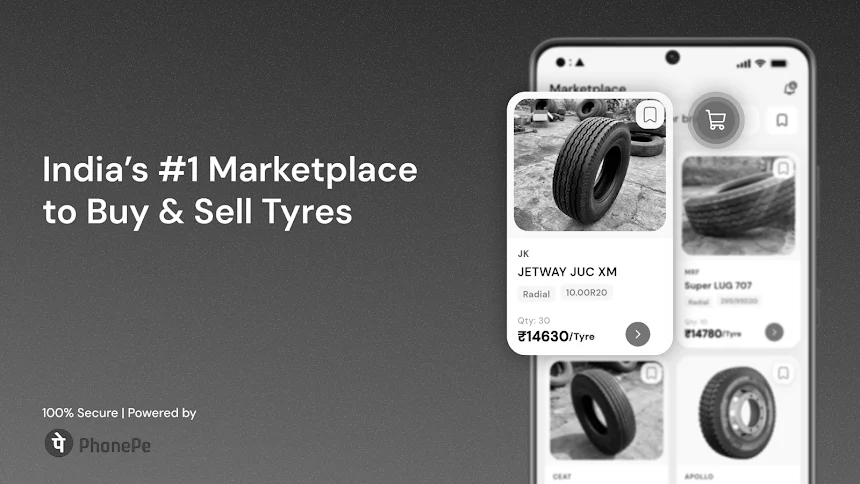 India's #1 Marketplace
to Buy & Sell Tyres
100% Secure | Powered by
पे PhonePe
Marketplace
JK
JETWAY JUC XM
Radial 10.00R20
Qty: 30
₹14630/Tyre
MRF
Super LUG 707
Radial
Qty: 10
₹14780/Tyre
CEAT
APOLLO